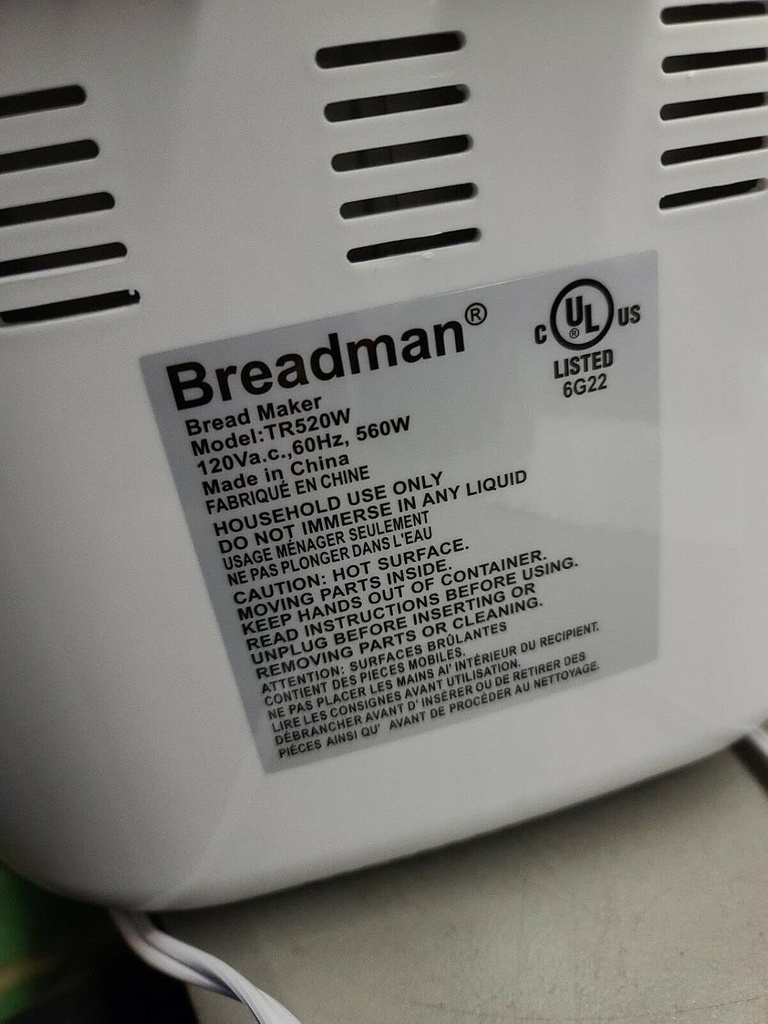 Breadman®
C UL® US
LISTED
6G22
Bread Maker
Model:TR520W
120Va.c.,60Hz, 560W
Made in China
FABRIQUÉ EN CHINE
HOUSEHOLD USE ONLY
DO NOT IMMERSE IN ANY LIQUID
USAGE MÉNAGER SEULEMENT
NE PAS PLONGER DANS L'EAU
CAUTION: HOT SURFACE.
MOVING PARTS INSIDE.
KEEP HANDS OUT OF CONTAINER.
READ INSTRUCTIONS BEFORE USING.
UNPLUG BEFORE INSERTING OR
REMOVING PARTS OR CLEANING.
ATTENTION: SURFACES BRÛLANTES
CONTIENT DES PIECES MOBILES.
NE PAS PLACER LES MAINS AI' INTÉRIEUR DU RECIPIENT.
LIRE LES CONSIGNES AVANT UTILISATION.
DÉBRANCHER AVANT D' INSÉRER OU DE RETIRER DES
PIÉCES AINSI QU' AVANT DE PROCÉDER AU NETTOYAGE.